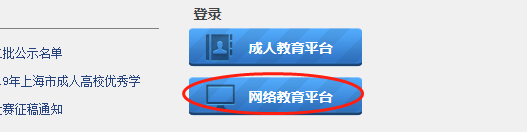 登录
成人教育平台
批公示名单
9年上海市成人高校优秀学
赛征稿通知
网络教育平台